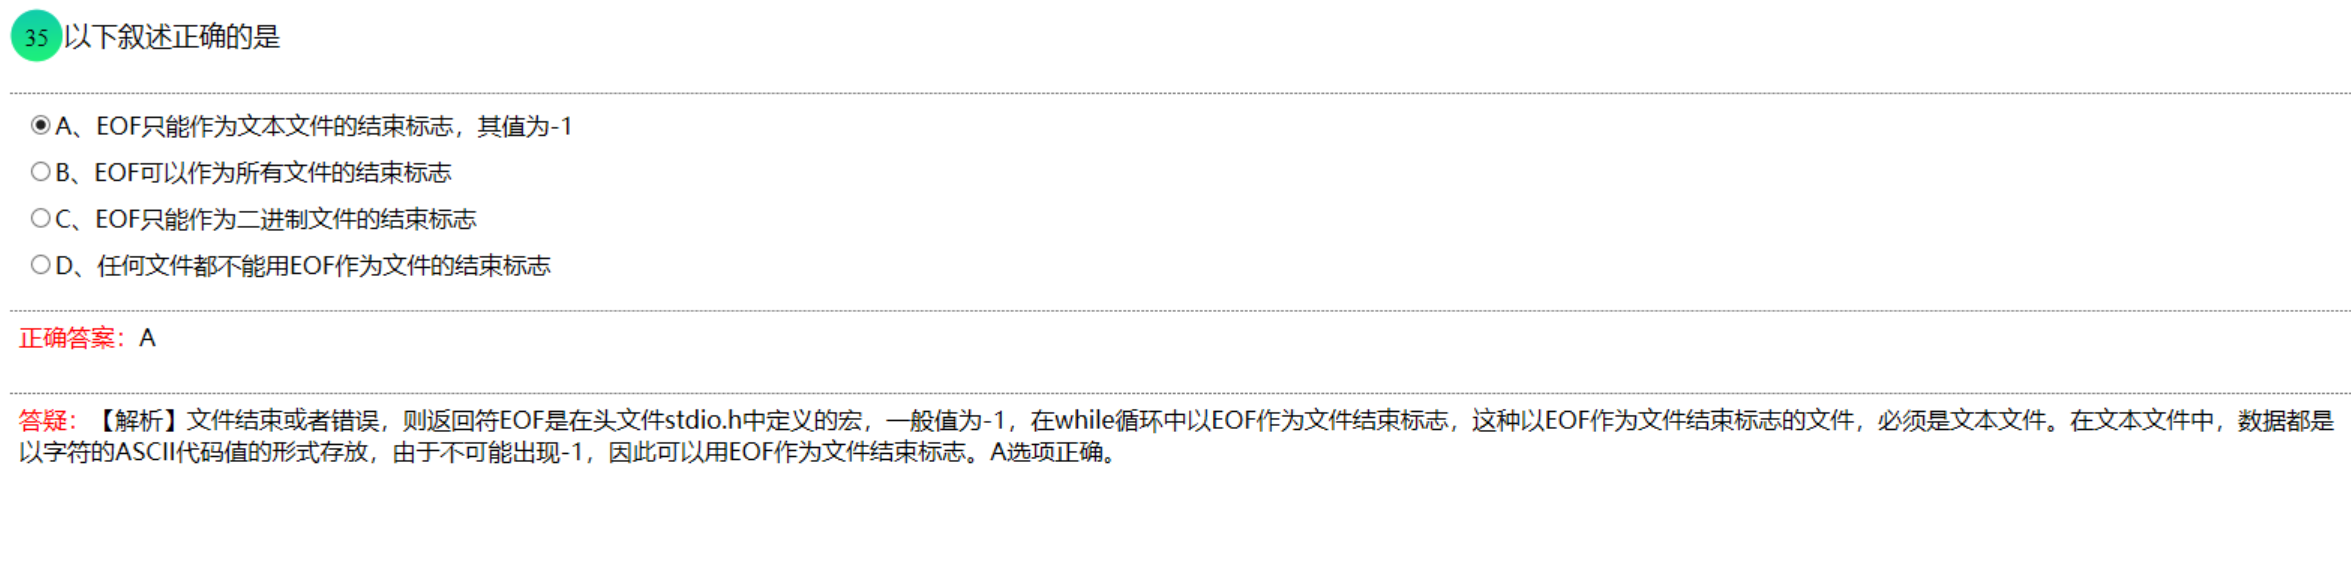 35 以下叙述正确的是
A、EOF只能作为文本文件的结束标志，其值为-1
B、EOF可以作为所有文件的结束标志
C、EOF只能作为二进制文件的结束标志
D、任何文件都不能用EOF作为文件的结束标志
正确答案：A
答疑：【解析】文件结束或者错误，则返回符EOF是在头文件stdio.h中定义的宏，一般值为-1，在while循环中以EOF作为文件结束标志，这种以EOF作为文件结束标志的文件，必须是文本文件。在文本文件中，数据都是
以字符的ASCII代码值的形式存放，由于不可能出现-1，因此可以用EOF作为文件结束标志。A选项正确。